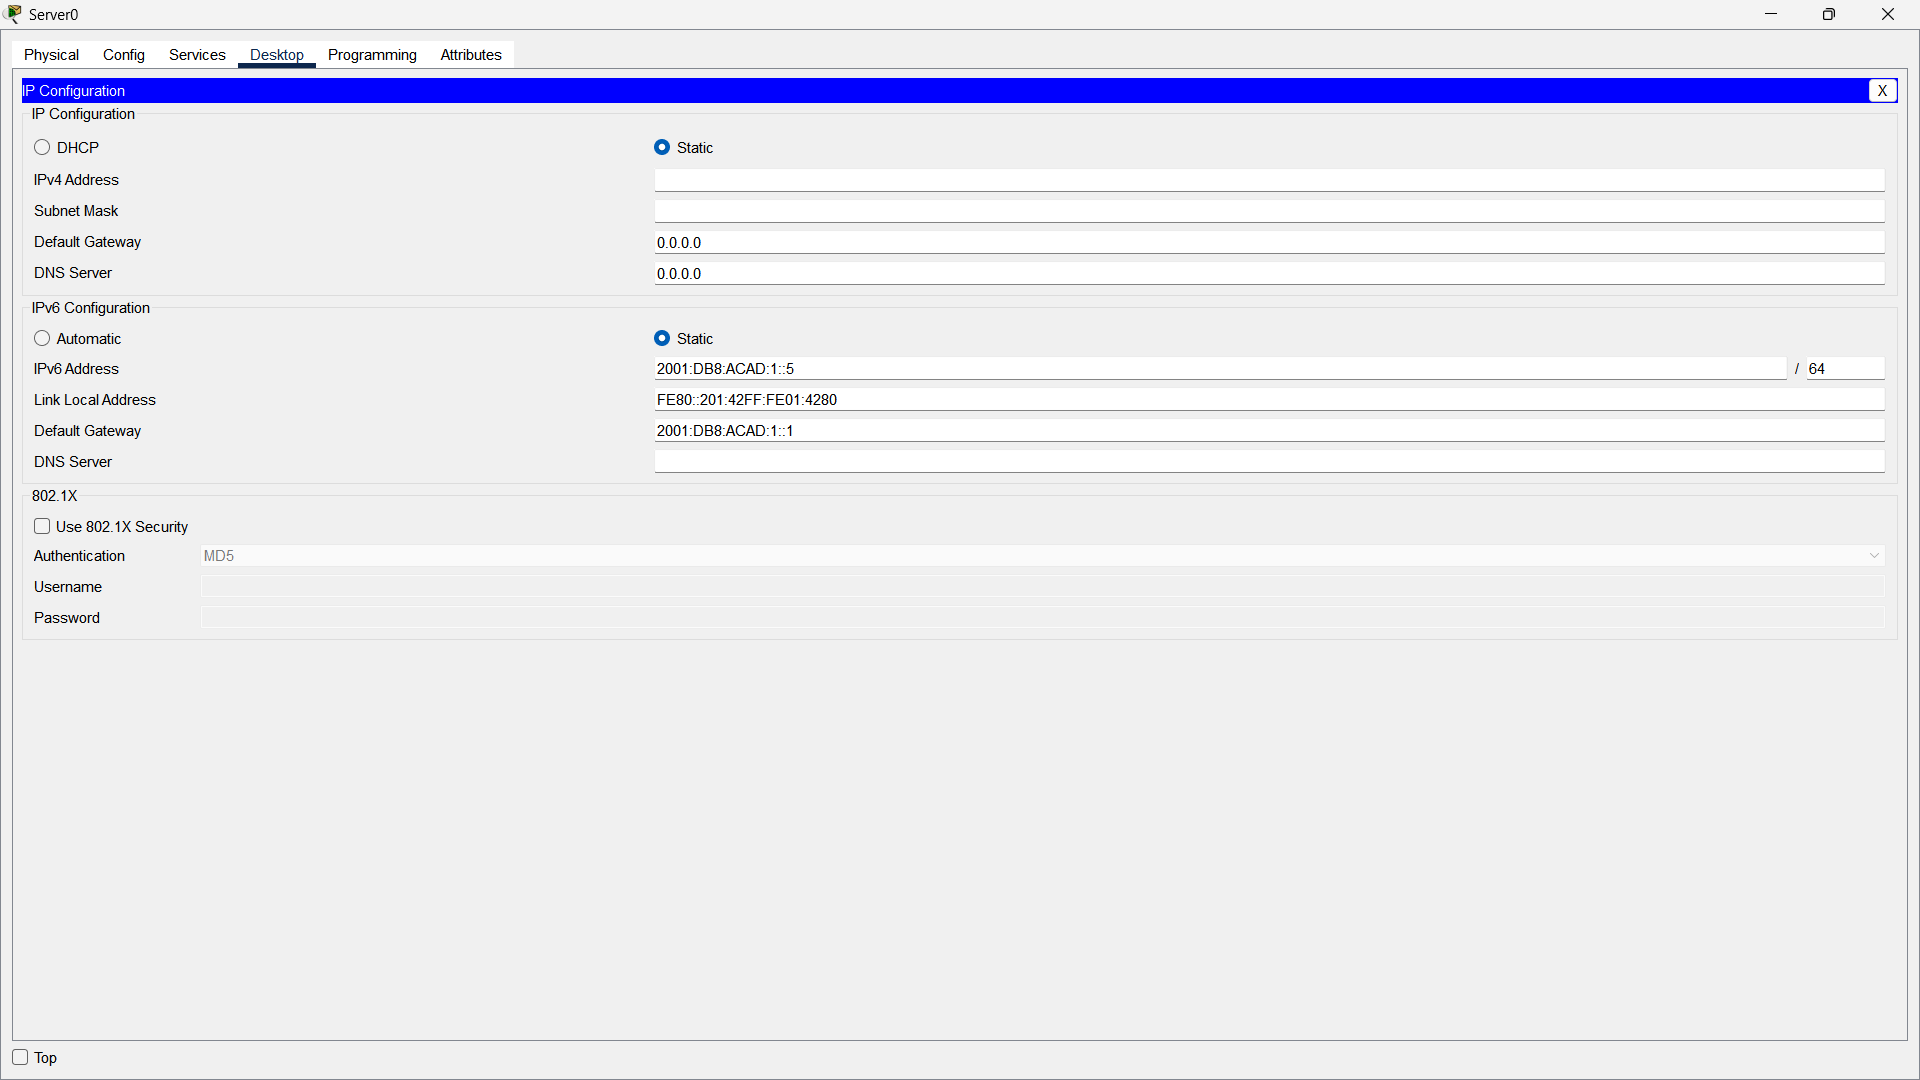 Server0
Physical Config Services Desktop Programming Attributes
IP Configuration X
IP Configuration
DHCP Static
IPv4 Address
Subnet Mask
Default Gateway 0.0.0.0
DNS Server 0.0.0.0
IPv6 Configuration
Automatic Static
IPv6 Address 2001:DB8:ACAD:1::5 / 64
Link Local Address FE80::201:42FF:FE01:4280
Default Gateway 2001:DB8:ACAD:1::1
DNS Server
802.1X
Use 802.1X Security
Authentication MD5
Username
Password
Top